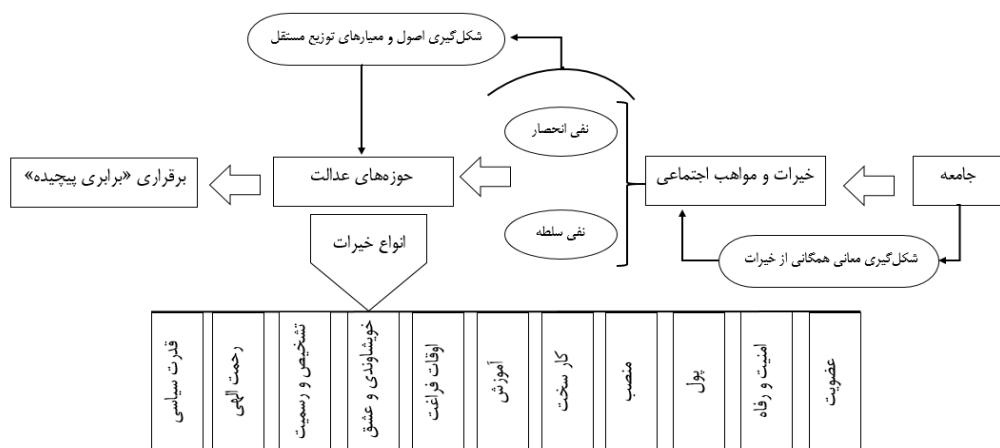 شکل‌گیری اصول و معیارهای توزیع مستقل
نفی انحصار
جامعه
خیرات و مواهب اجتماعی
حوزه‌های عدالت
برقراری «برابری پیچیده»
نفی سلطه
انواع خیرات
شکل‌گیری معانی همگانی از خیرات
عضویت
امنیت و رفاه
پول
منصب
کار سخت
آموزش
اوقات فراغت
خویشاوندی و عشق
تشخیص و رسمیت
رحمت الهی
قدرت سیاسی